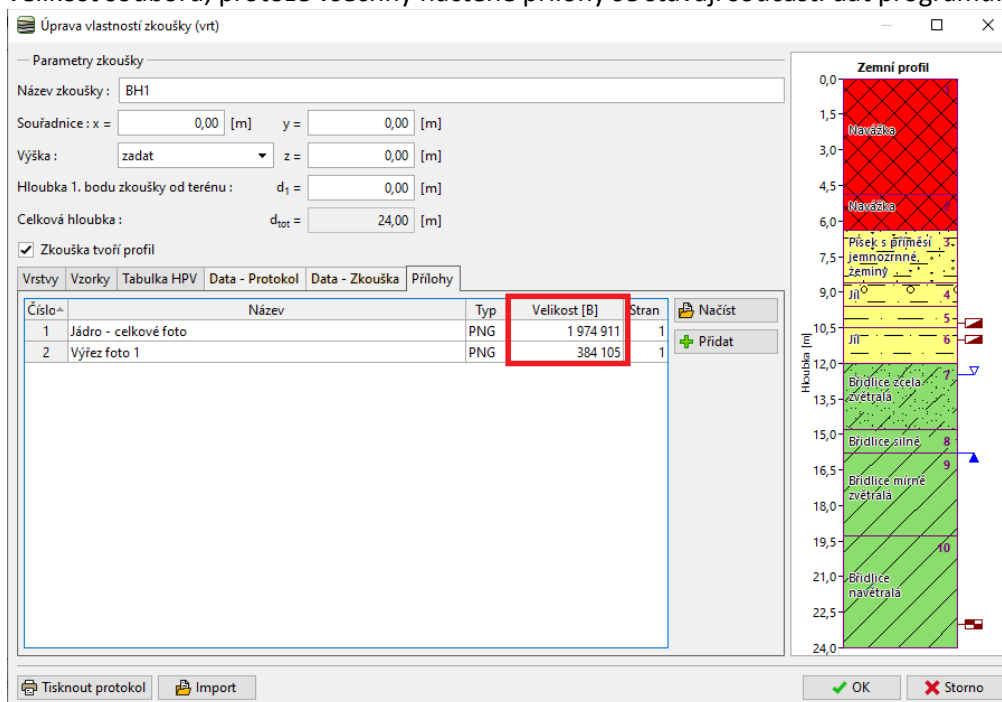 velikost souborů, protože všechny načtené přílohy se stávají součástí dat programu.
Úprava vlastností zkoušky (vrt)
Parametry zkoušky
Název zkoušky : BH1
Souřadnice : x = 0,00 [m] y = 0,00 [m]
Výška : zadat z = 0,00 [m]
Hloubka 1. bodu zkoušky od terénu : d1 = 0,00 [m]
Celková hloubka : dtot = 24,00 [m]
Zkouška tvoří profil
Vrstvy Vzorky Tabulka HPV Data - Protokol Data - Zkouška Přílohy
Číslo Název Typ Velikost [B] Stran
1 Jádro - celkové foto PNG 1 974 911 1
2 Výřez foto 1 PNG 384 105 1
Načíst
Přidat
Tisknout protokol Import
Zemní profil
Hloubka [m]
0,0
1
1,5
Navážka
3,0
4,5
Navážka 2
6,0
Písek s příměsí 3
7,5 jemnozrnné
zeminy
9,0 Jíl 4
5
10,5
Jíl 6
12,0
7
Břidlice zcela
13,5 zvětralá
15,0
Břidlice silně 8
9
16,5
Břidlice mírně
zvětralá
18,0
19,5
10
21,0 Břidlice
navětralá
22,5
24,0
OK Storno